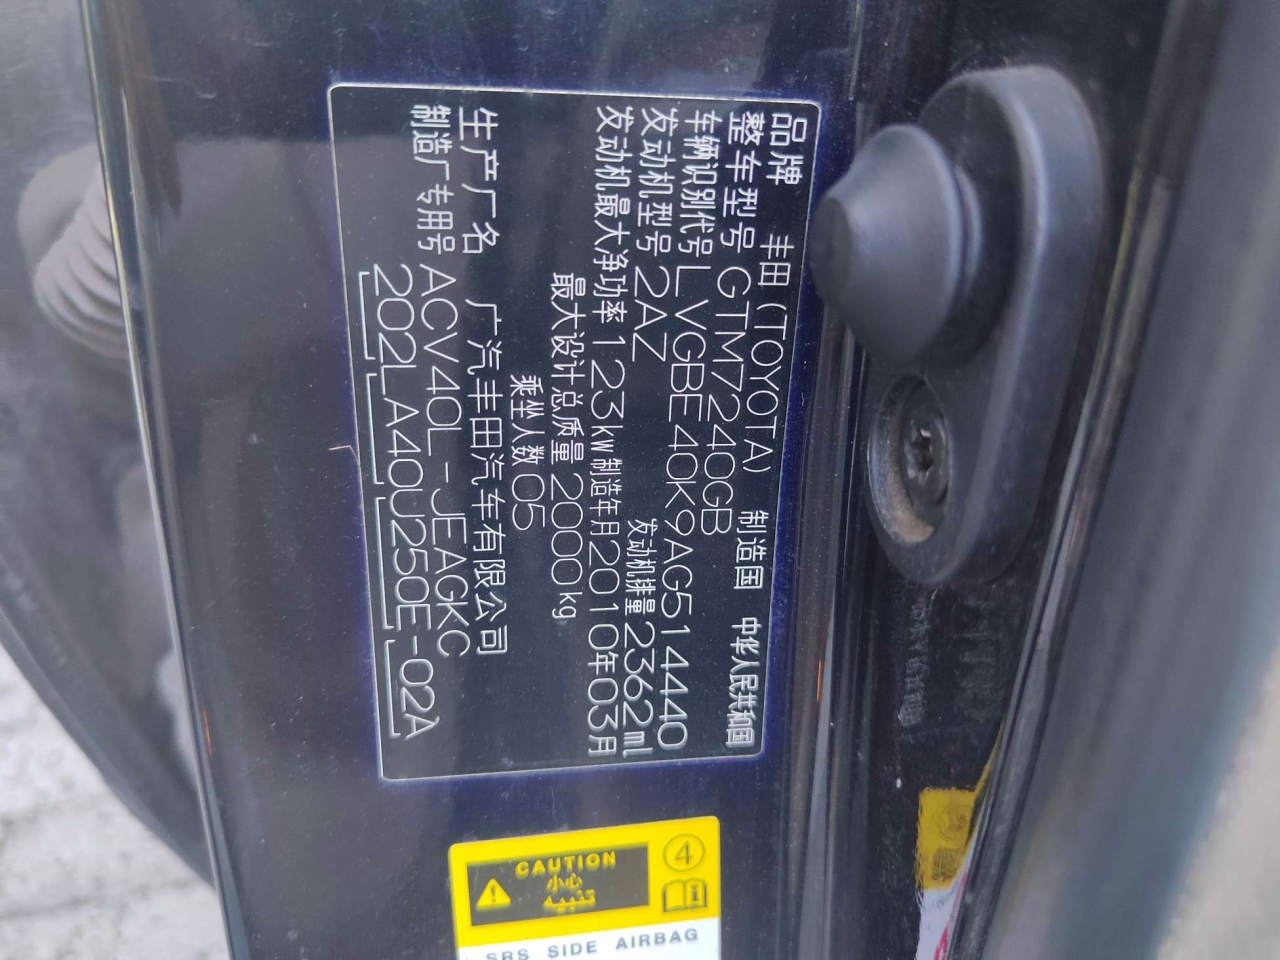 品牌 丰田(TOYOTA) 制造国 中华人民共和国
整车型号 GTM7240GB
车辆识别代号 LVGBE40K9AG514440
发动机型号 2AZ 发动机排量 2362ml
发动机最大净功率 123kW 制造年月 2010年03月
最大设计总质量 2000kg
乘坐人数 05
生产厂名 广汽丰田汽车有限公司
制造厂专用号 ACV40L-JEAGKC
202LA40U250E-02A
CAUTION
小心
تنبيه
4
i
SRS SIDE AIRBAG